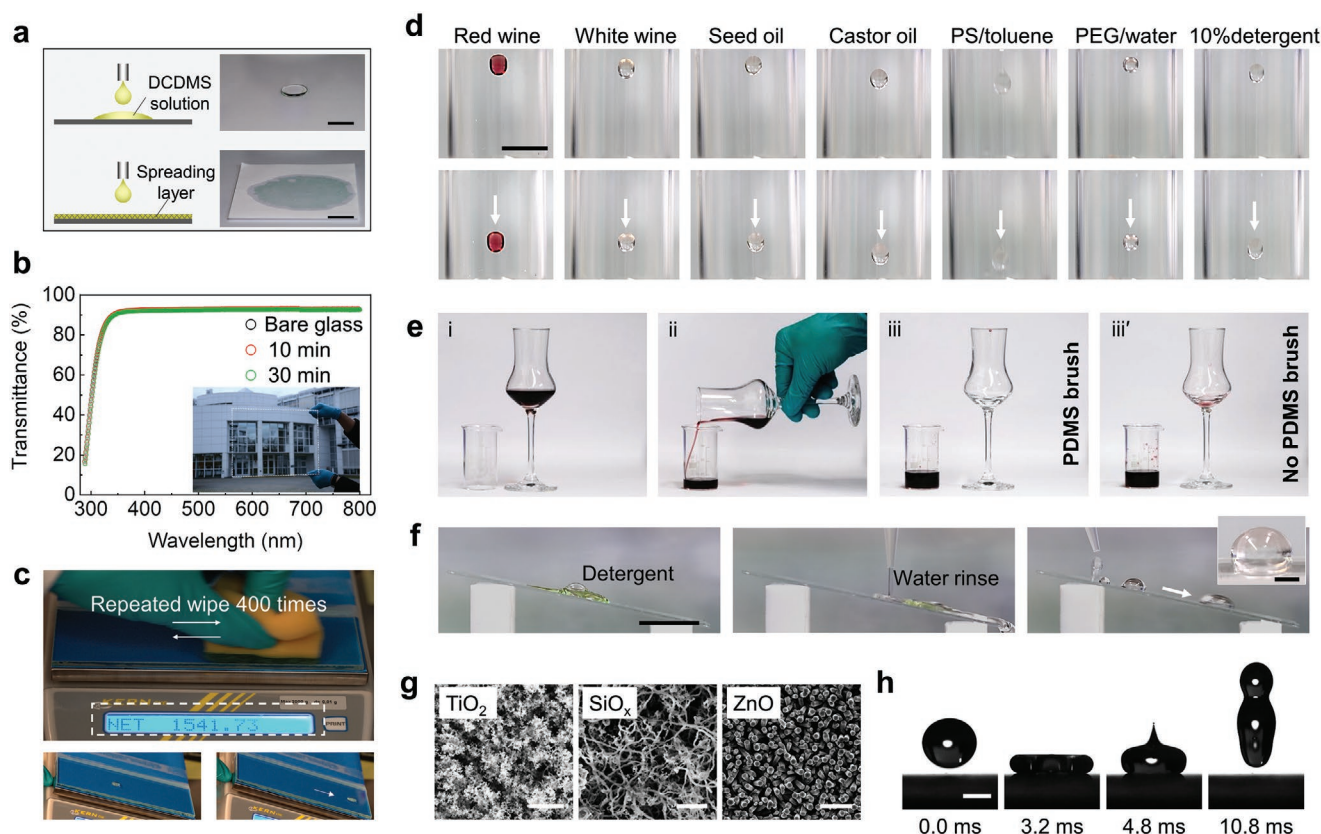 a
DCDMS
solution
Spreading
layer
b
100
80
60
40
20
0
Transmittance (%)
Bare glass
10 min
30 min
300
400
500
600
700
800
Wavelength (nm)
c
Repeated wipe 400 times
KERN
NET 1541.73
PRINT
d
Red wine
White wine
Seed oil
Castor oil
PS/toluene
PEG/water
10%detergent
e
i
ii
iii
PDMS brush
iii′
No PDMS brush
f
Detergent
Water rinse
g
TiO₂
SiOₓ
ZnO
h
0.0 ms
3.2 ms
4.8 ms
10.8 ms